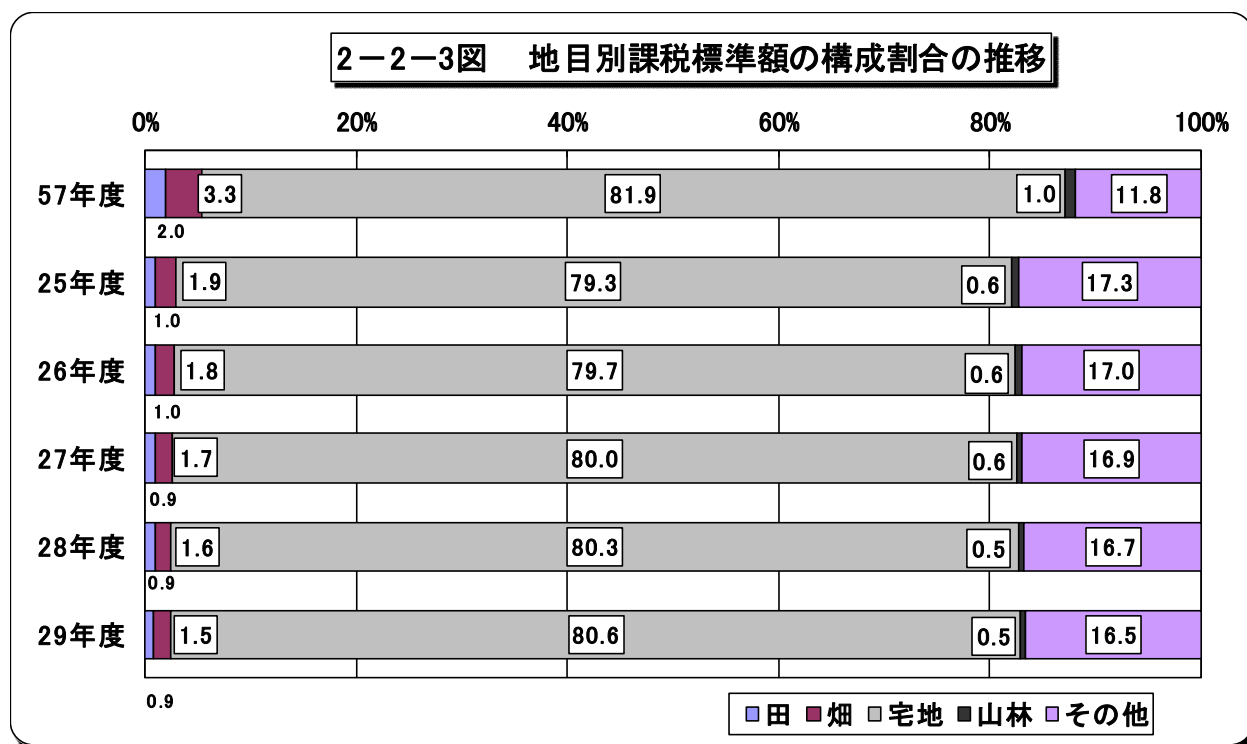 2－2－3図　地目別課税標準額の構成割合の推移
0% 20% 40% 60% 80% 100%
57年度 3.3 81.9 1.0 11.8
2.0
25年度 1.9 79.3 0.6 17.3
1.0
26年度 1.8 79.7 0.6 17.0
1.0
27年度 1.7 80.0 0.6 16.9
0.9
28年度 1.6 80.3 0.5 16.7
0.9
29年度 1.5 80.6 0.5 16.5
0.9
田 畑 宅地 山林 その他